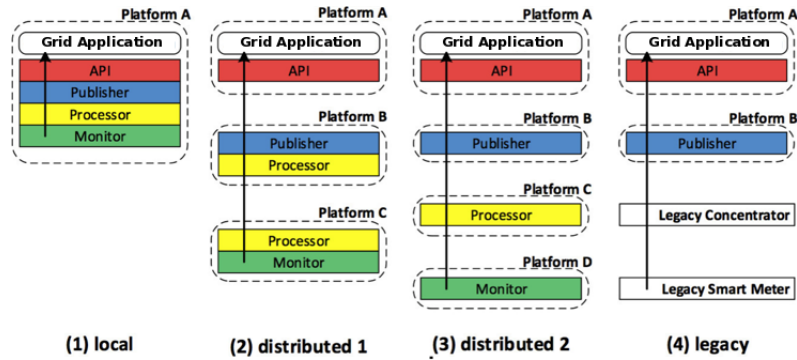 Platform A
Grid Application
API
Publisher
Processor
Monitor
(1) local
Platform A
Grid Application
API
Platform B
Publisher
Processor
Platform C
Processor
Monitor
(2) distributed 1
Platform A
Grid Application
API
Platform B
Publisher
Platform C
Processor
Platform D
Monitor
(3) distributed 2
Platform A
Grid Application
API
Platform B
Publisher
Legacy Concentrator
Legacy Smart Meter
(4) legacy